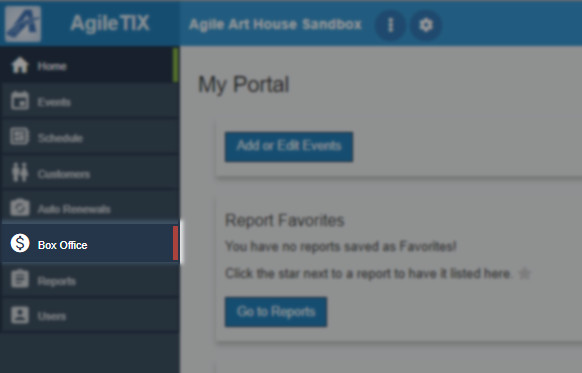 AgileTIX
Agile Art House Sandbox
Home
Events
Schedule
Customers
Auto Renewals
Box Office
Reports
Users
My Portal
Add or Edit Events
Report Favorites
You have no reports saved as Favorites!
Click the star next to a report to have it listed here. ☆
Go to Reports